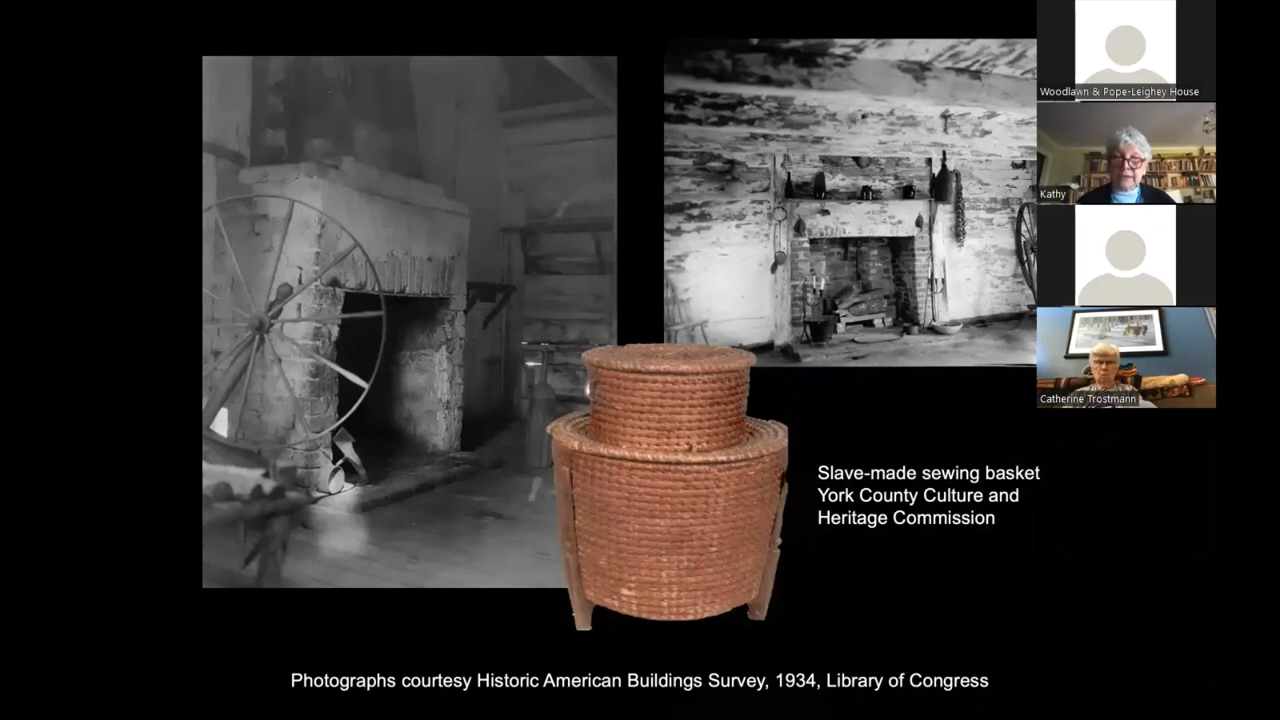 Woodlawn & Pope-Leighey House
Kathy
Catherine Trostmann
Slave-made sewing basket
York County Culture and
Heritage Commission
Photographs courtesy Historic American Buildings Survey, 1934, Library of Congress